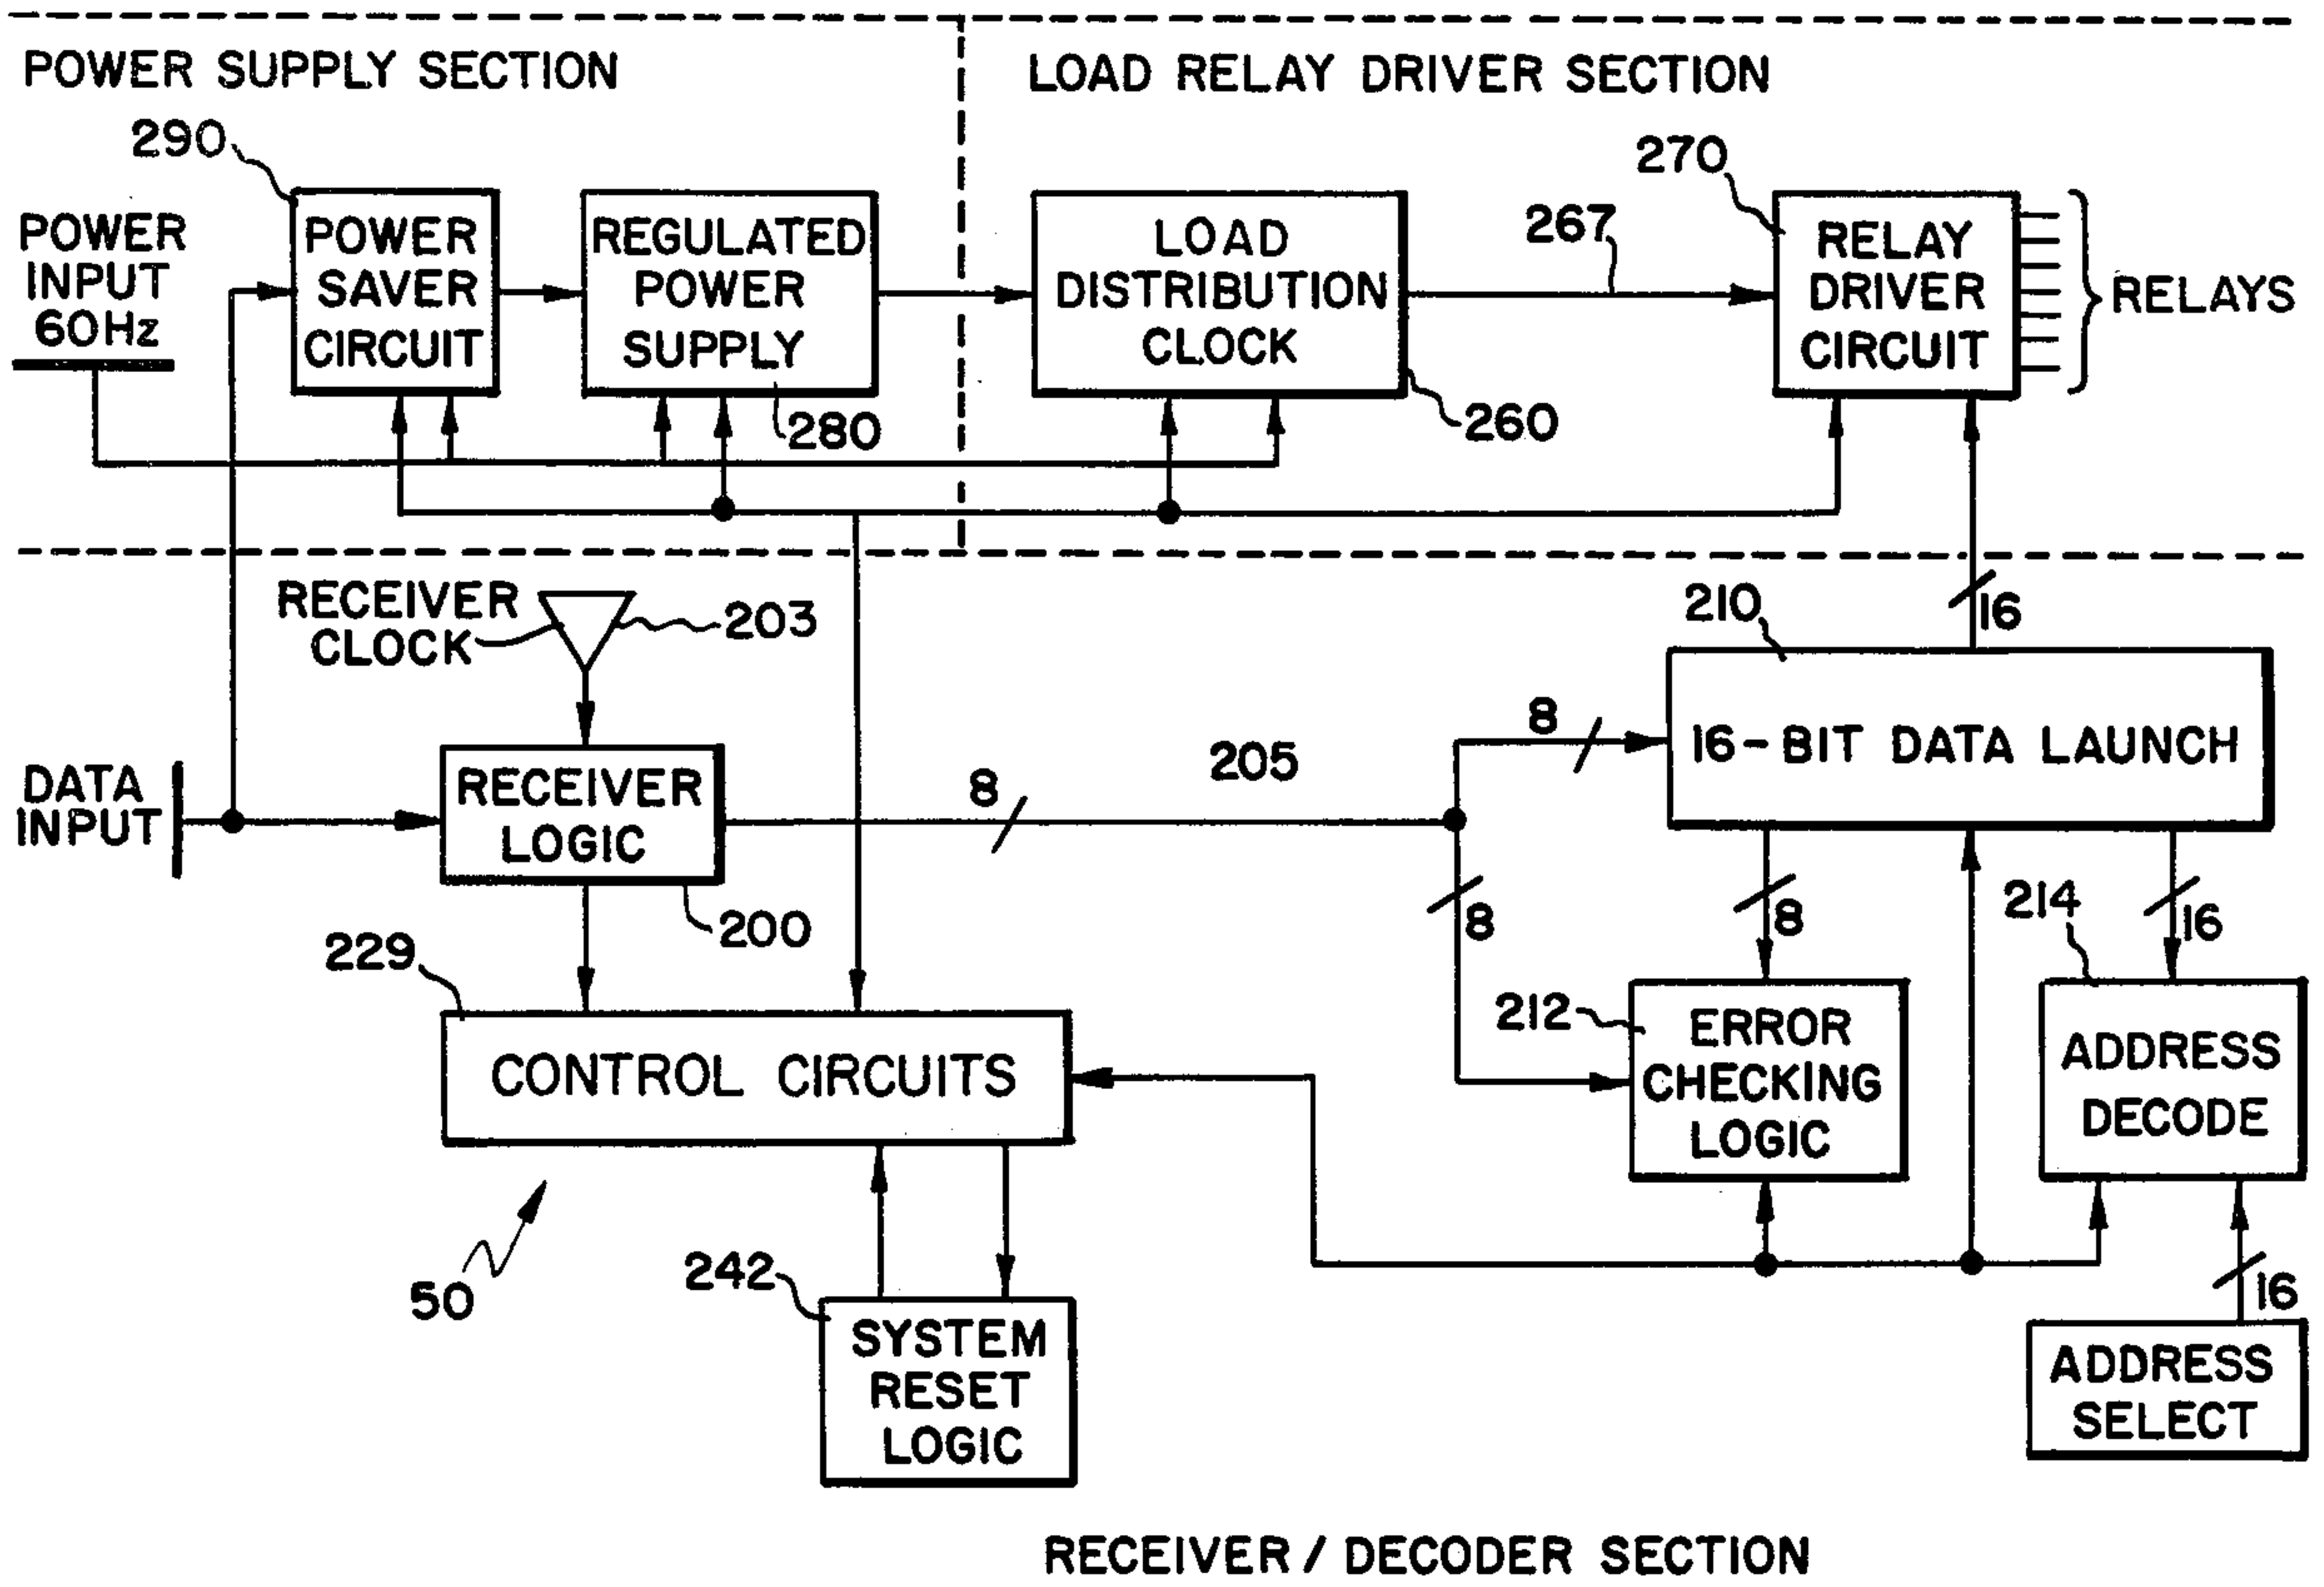 POWER SUPPLY SECTION
LOAD RELAY DRIVER SECTION
290
270
POWER
INPUT
60Hz
POWER
SAVER
CIRCUIT
REGULATED
POWER
SUPPLY
280
LOAD
DISTRIBUTION
CLOCK
260
267
RELAY
DRIVER
CIRCUIT
RELAYS
RECEIVER
CLOCK
203
210
16
DATA
INPUT
RECEIVER
LOGIC
200
8
205
8
16-BIT DATA LAUNCH
8
8
16
214
229
CONTROL CIRCUITS
212
ERROR
CHECKING
LOGIC
ADDRESS
DECODE
50
242
SYSTEM
RESET
LOGIC
16
ADDRESS
SELECT
RECEIVER / DECODER SECTION